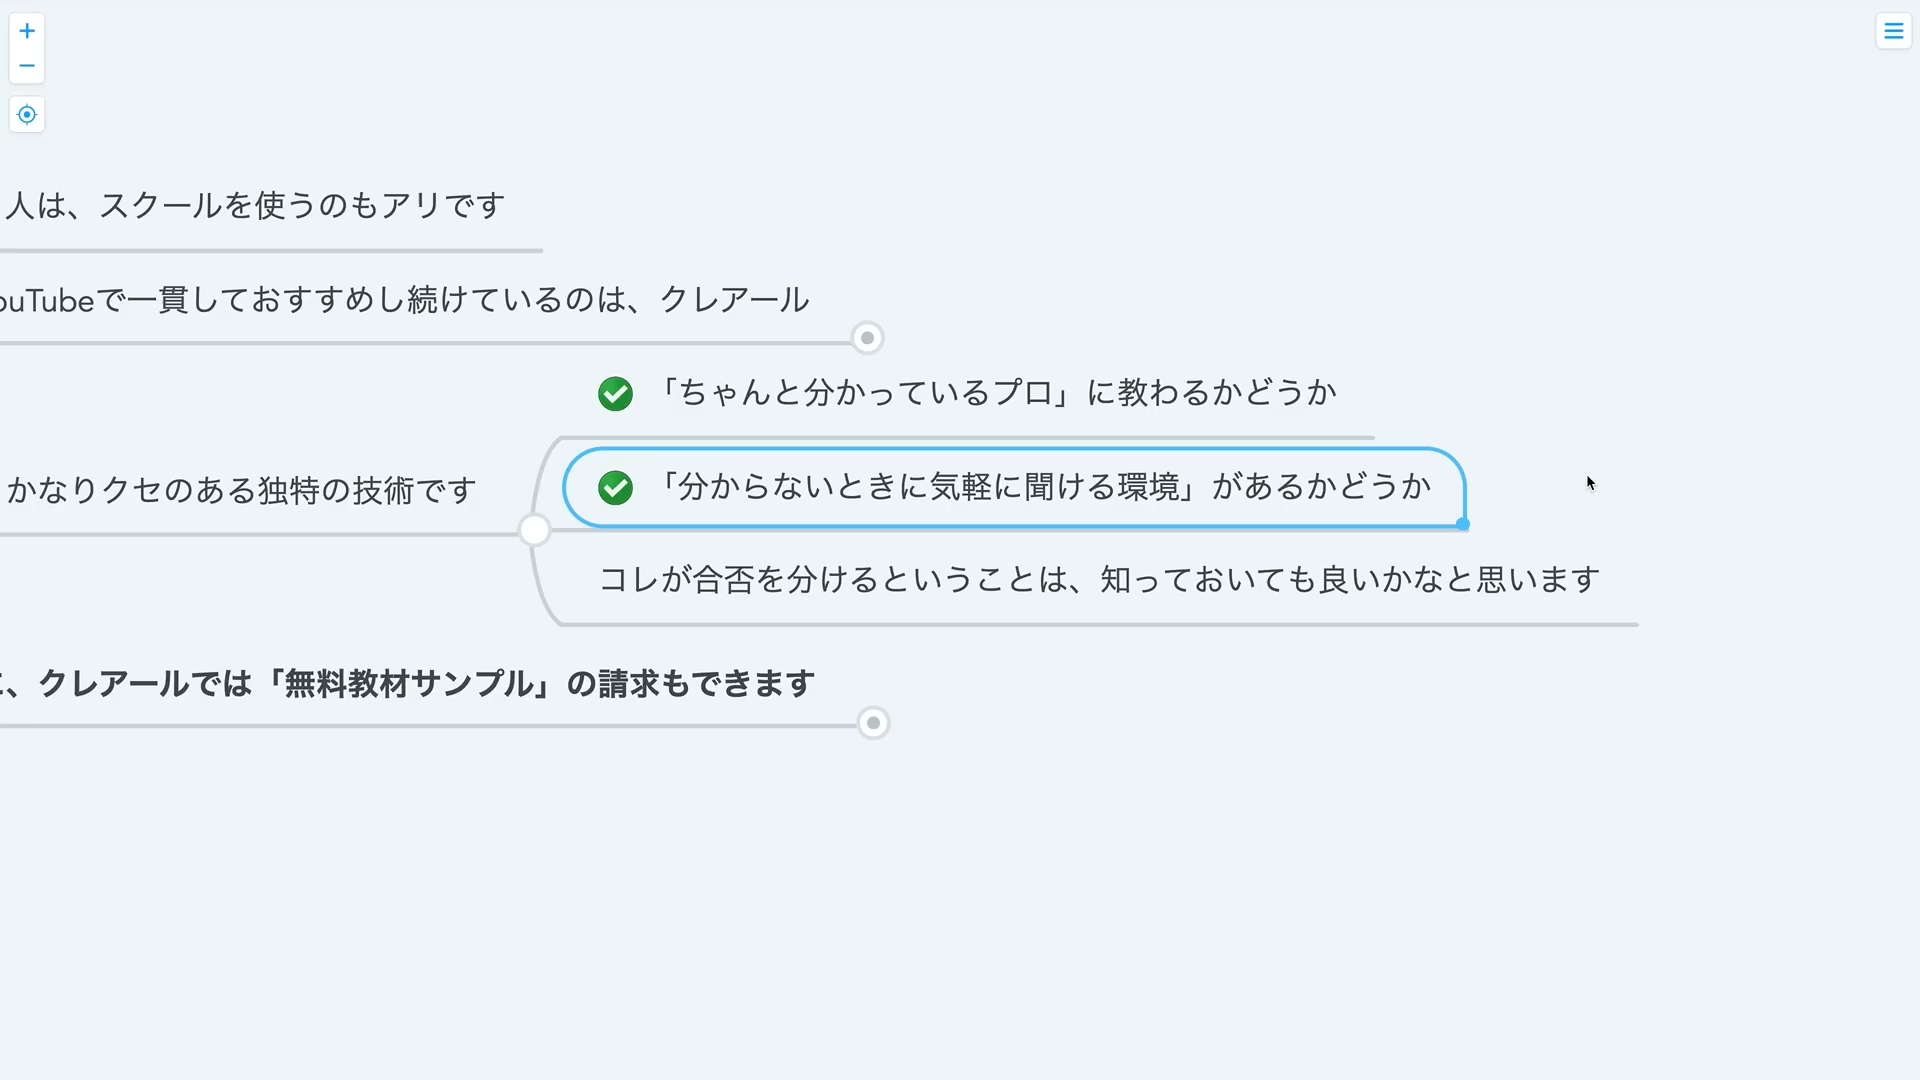 人は、スクールを使うのもアリです
ouTubeで一貫しておすすめし続けているのは、クレアール
「ちゃんと分かっているプロ」に教わるかどうか
かなりクセのある独特の技術です
「分からないときに気軽に聞ける環境」があるかどうか
コレが合否を分けるということは、知っておいても良いかなと思います
、クレアールでは「無料教材サンプル」の請求もできます